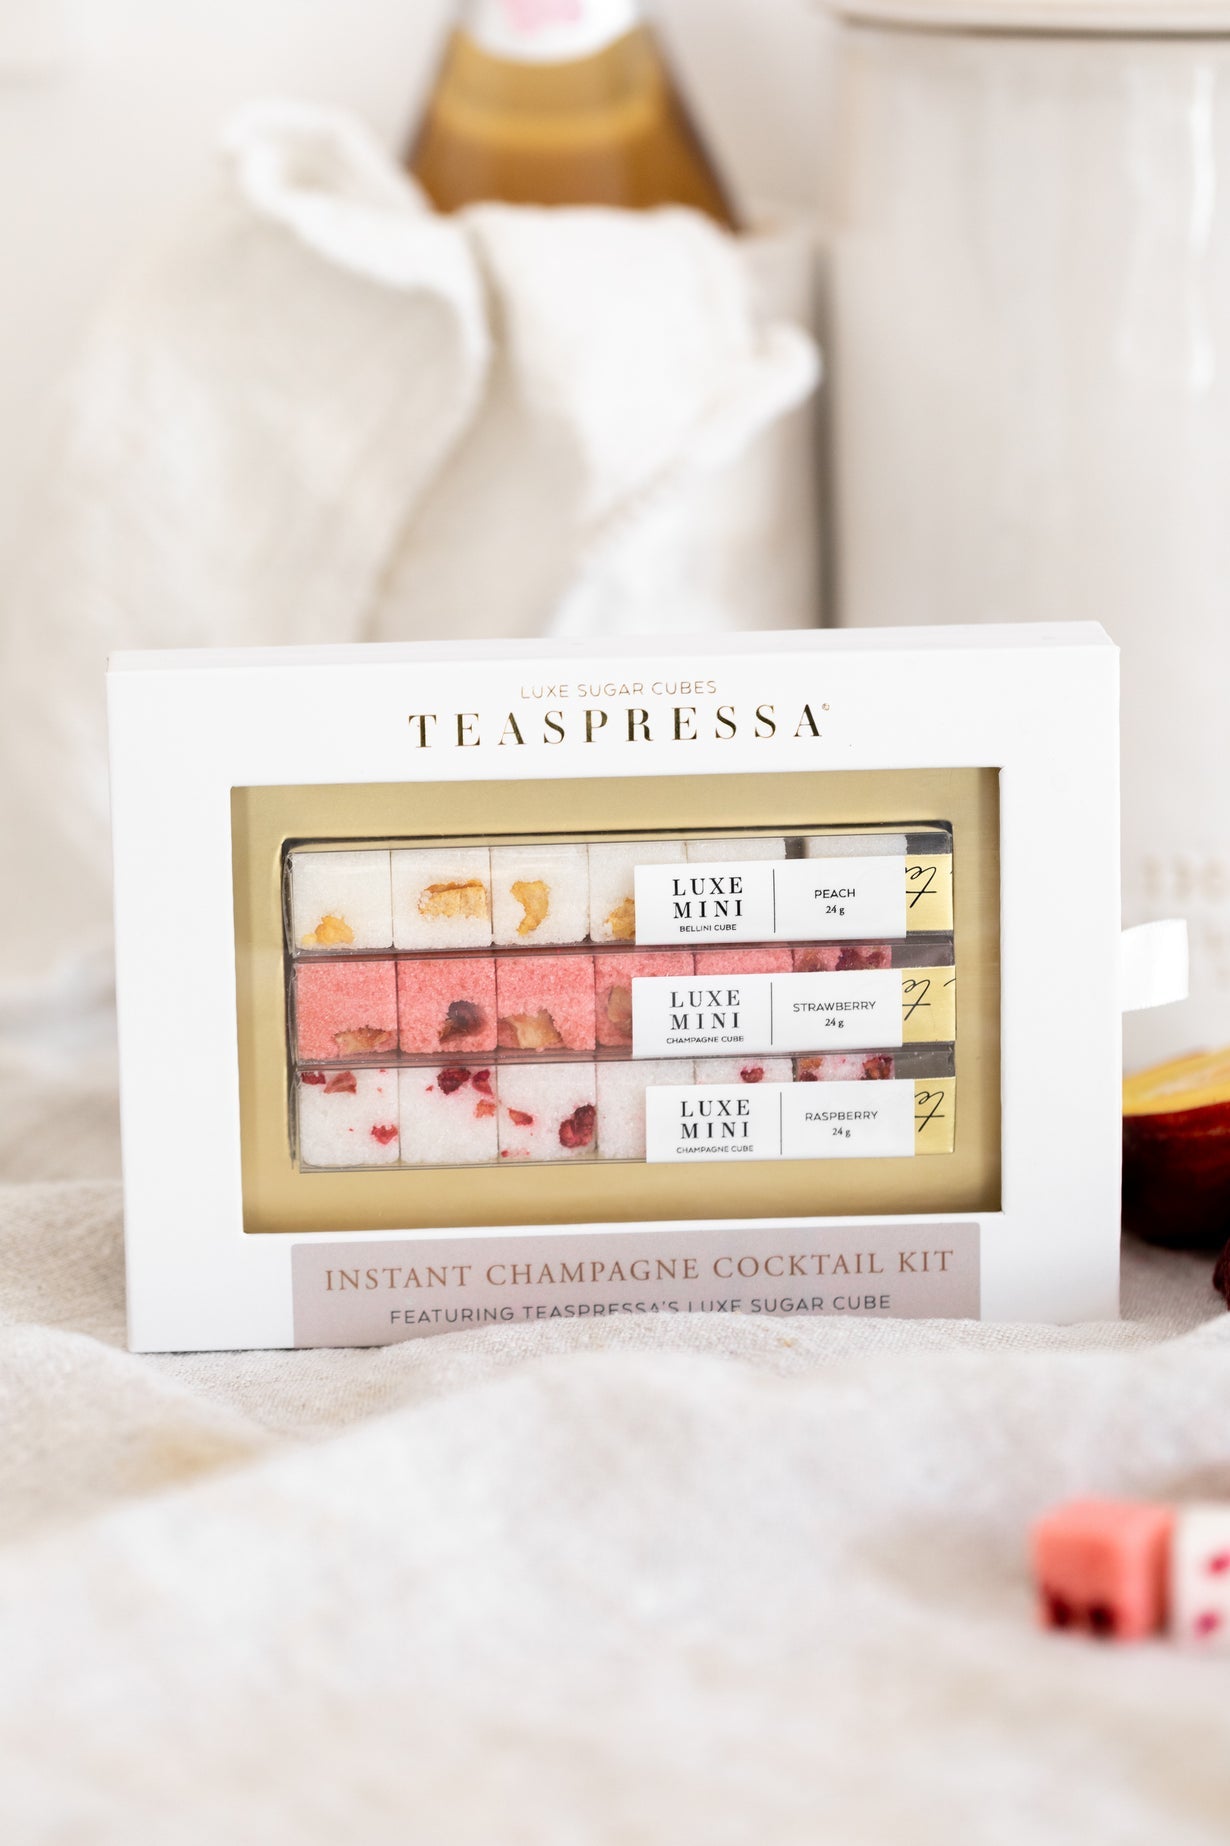 LUXE SUGAR CUBES
TEASPRESSA©
LUXE
MINI
BELLINI CUBE
PEACH
24 g
LUXE
MINI
CHAMPAGNE CUBE
STRAWBERRY
24 g
LUXE
MINI
CHAMPAGNE CUBE
RASPBERRY
24 g
INSTANT CHAMPAGNE COCKTAIL KIT
FEATURING TEASPRESSA'S LUXE SUGAR CUBE